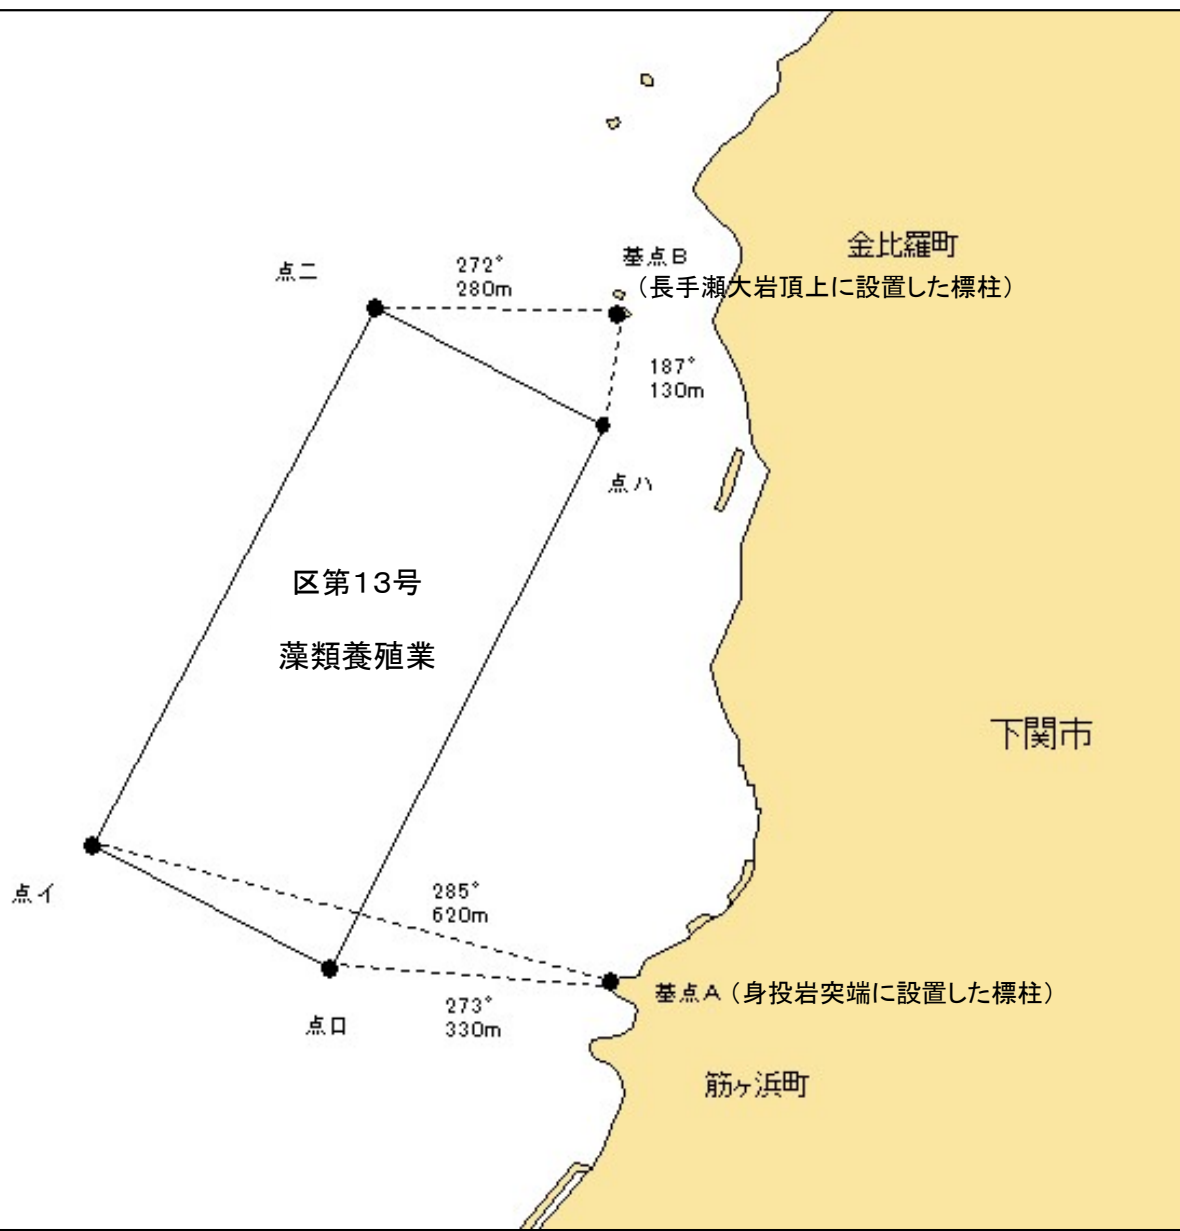 金比羅町
基点B
(長手瀬大岩頂上に設置した標柱)
点ニ
272°
280m
187°
130m
点ハ
区第13号
藻類養殖業
下関市
点イ
285°
620m
基点A(身投岩突端に設置した標柱)
273°
330m
点ロ
筋ヶ浜町